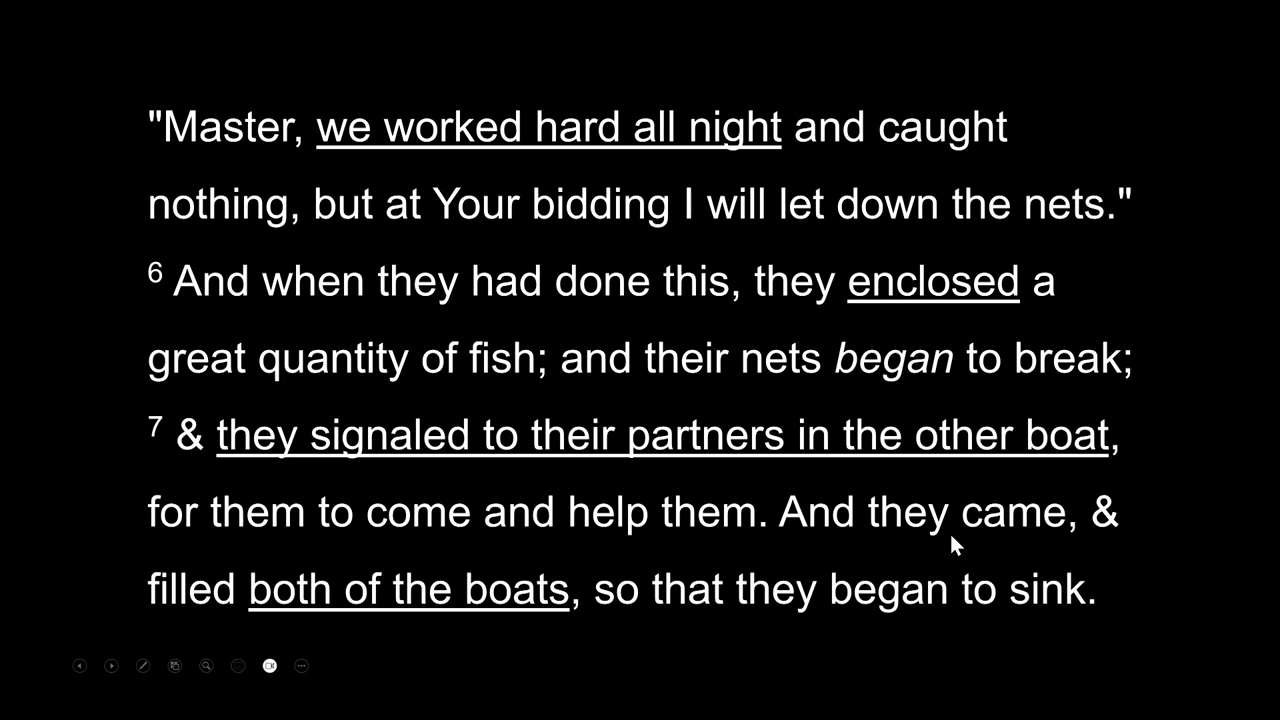 "Master, we worked hard all night and caught
nothing, but at Your bidding I will let down the nets."
6 And when they had done this, they enclosed a
great quantity of fish; and their nets began to break;
7 & they signaled to their partners in the other boat,
for them to come and help them. And they came, &
filled both of the boats, so that they began to sink.